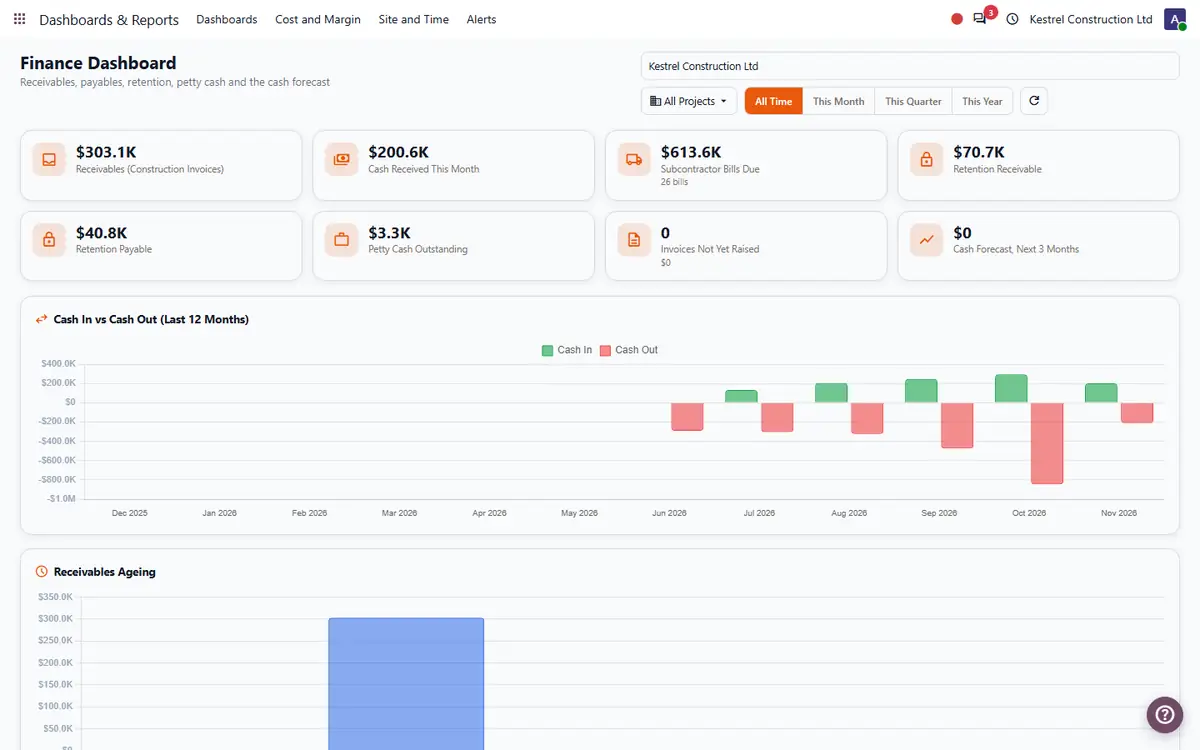 Dashboards & Reports Dashboards Cost and Margin Site and Time Alerts 3 Kestrel Construction Ltd A
Finance Dashboard
Receivables, payables, retention, petty cash and the cash forecast
Kestrel Construction Ltd
All Projects All Time This Month This Quarter This Year
$303.1K
Receivables (Construction Invoices)
$200.6K
Cash Received This Month
$613.6K
Subcontractor Bills Due
26 bills
$70.7K
Retention Receivable
$40.8K
Retention Payable
$3.3K
Petty Cash Outstanding
0
Invoices Not Yet Raised
$0
$0
Cash Forecast, Next 3 Months
Cash In vs Cash Out (Last 12 Months)
Cash In Cash Out
$400.0K
$200.0K
$0
-$200.0K
-$400.0K
-$600.0K
-$800.0K
-$1.0M
Dec 2025 Jan 2026 Feb 2026 Mar 2026 Apr 2026 May 2026 Jun 2026 Jul 2026 Aug 2026 Sep 2026 Oct 2026 Nov 2026
Receivables Ageing
$350.0K
$300.0K
$250.0K
$200.0K
$150.0K
$100.0K
$50.0K
$0